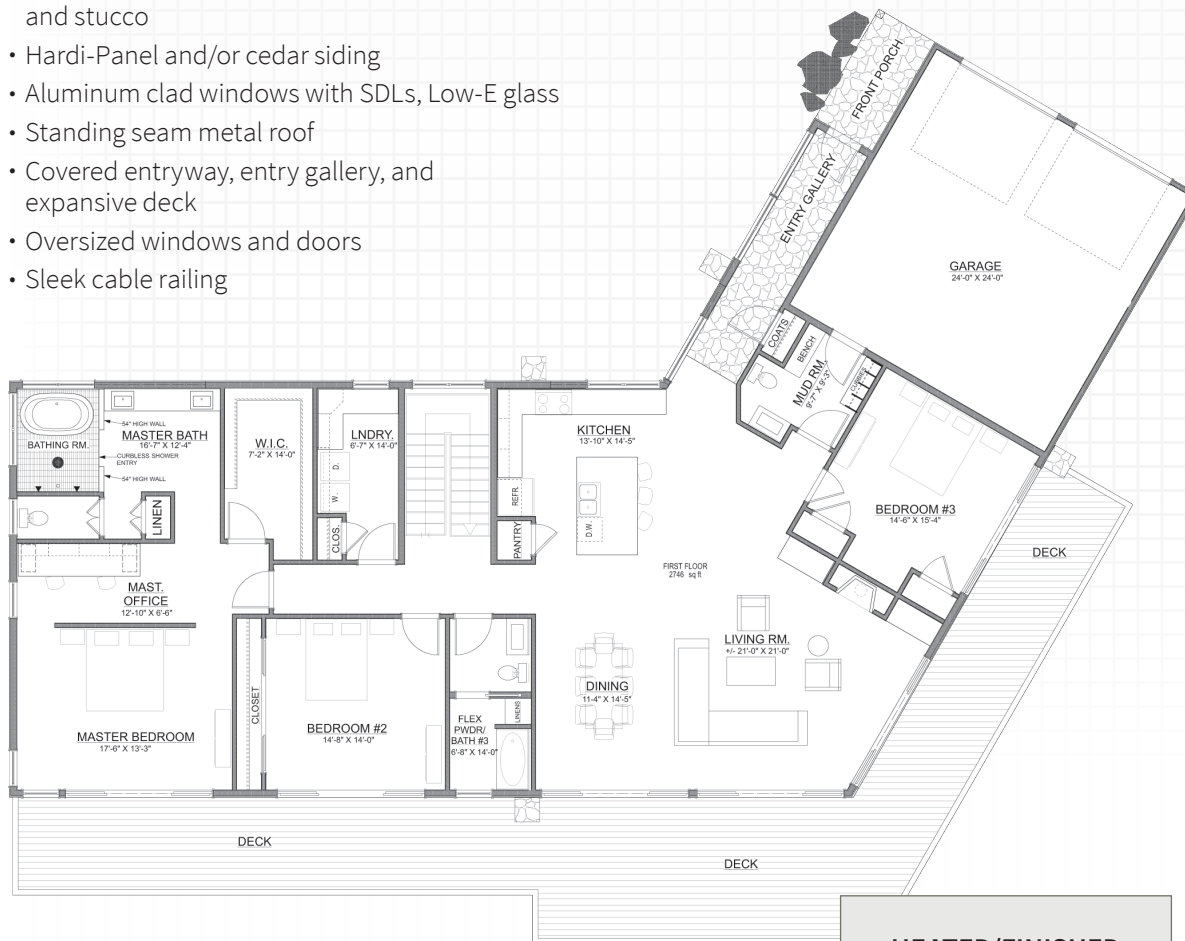 and stucco
• Hardi-Panel and/or cedar siding
• Aluminum clad windows with SDLs, Low-E glass
• Standing seam metal roof
• Covered entryway, entry gallery, and
expansive deck
• Oversized windows and doors
• Sleek cable railing
FRONT PORCH
ENTRY GALLERY
GARAGE
24'-0" X 24'-0"
COATS
BENCH
MUD RM.
9'-7" X 9'-3"
CUBBIES
BATHING RM.
54" HIGH WALL
MASTER BATH
16'-7" X 12'-4"
CURBLESS SHOWER
ENTRY
54" HIGH WALL
LINEN
W.I.C.
7'-2" X 14'-0"
LNDRY.
6'-7" X 14'-0"
D.
W.
CLOS.
KITCHEN
13'-10" X 14'-5"
REFR.
PANTRY
D.W.
BEDROOM #3
14'-6" X 15'-4"
DECK
FIRST FLOOR
2746 sq ft
MAST.
OFFICE
12'-10" X 6'-6"
MASTER BEDROOM
17'-6" X 13'-3"
CLOSET
BEDROOM #2
14'-8" X 14'-0"
FLEX
PWDR/
BATH #3
6'-8" X 14'-0"
LINENS
DINING
11'-4" X 14'-5"
LIVING RM.
+/- 21'-0" X 21'-0"
DECK
DECK